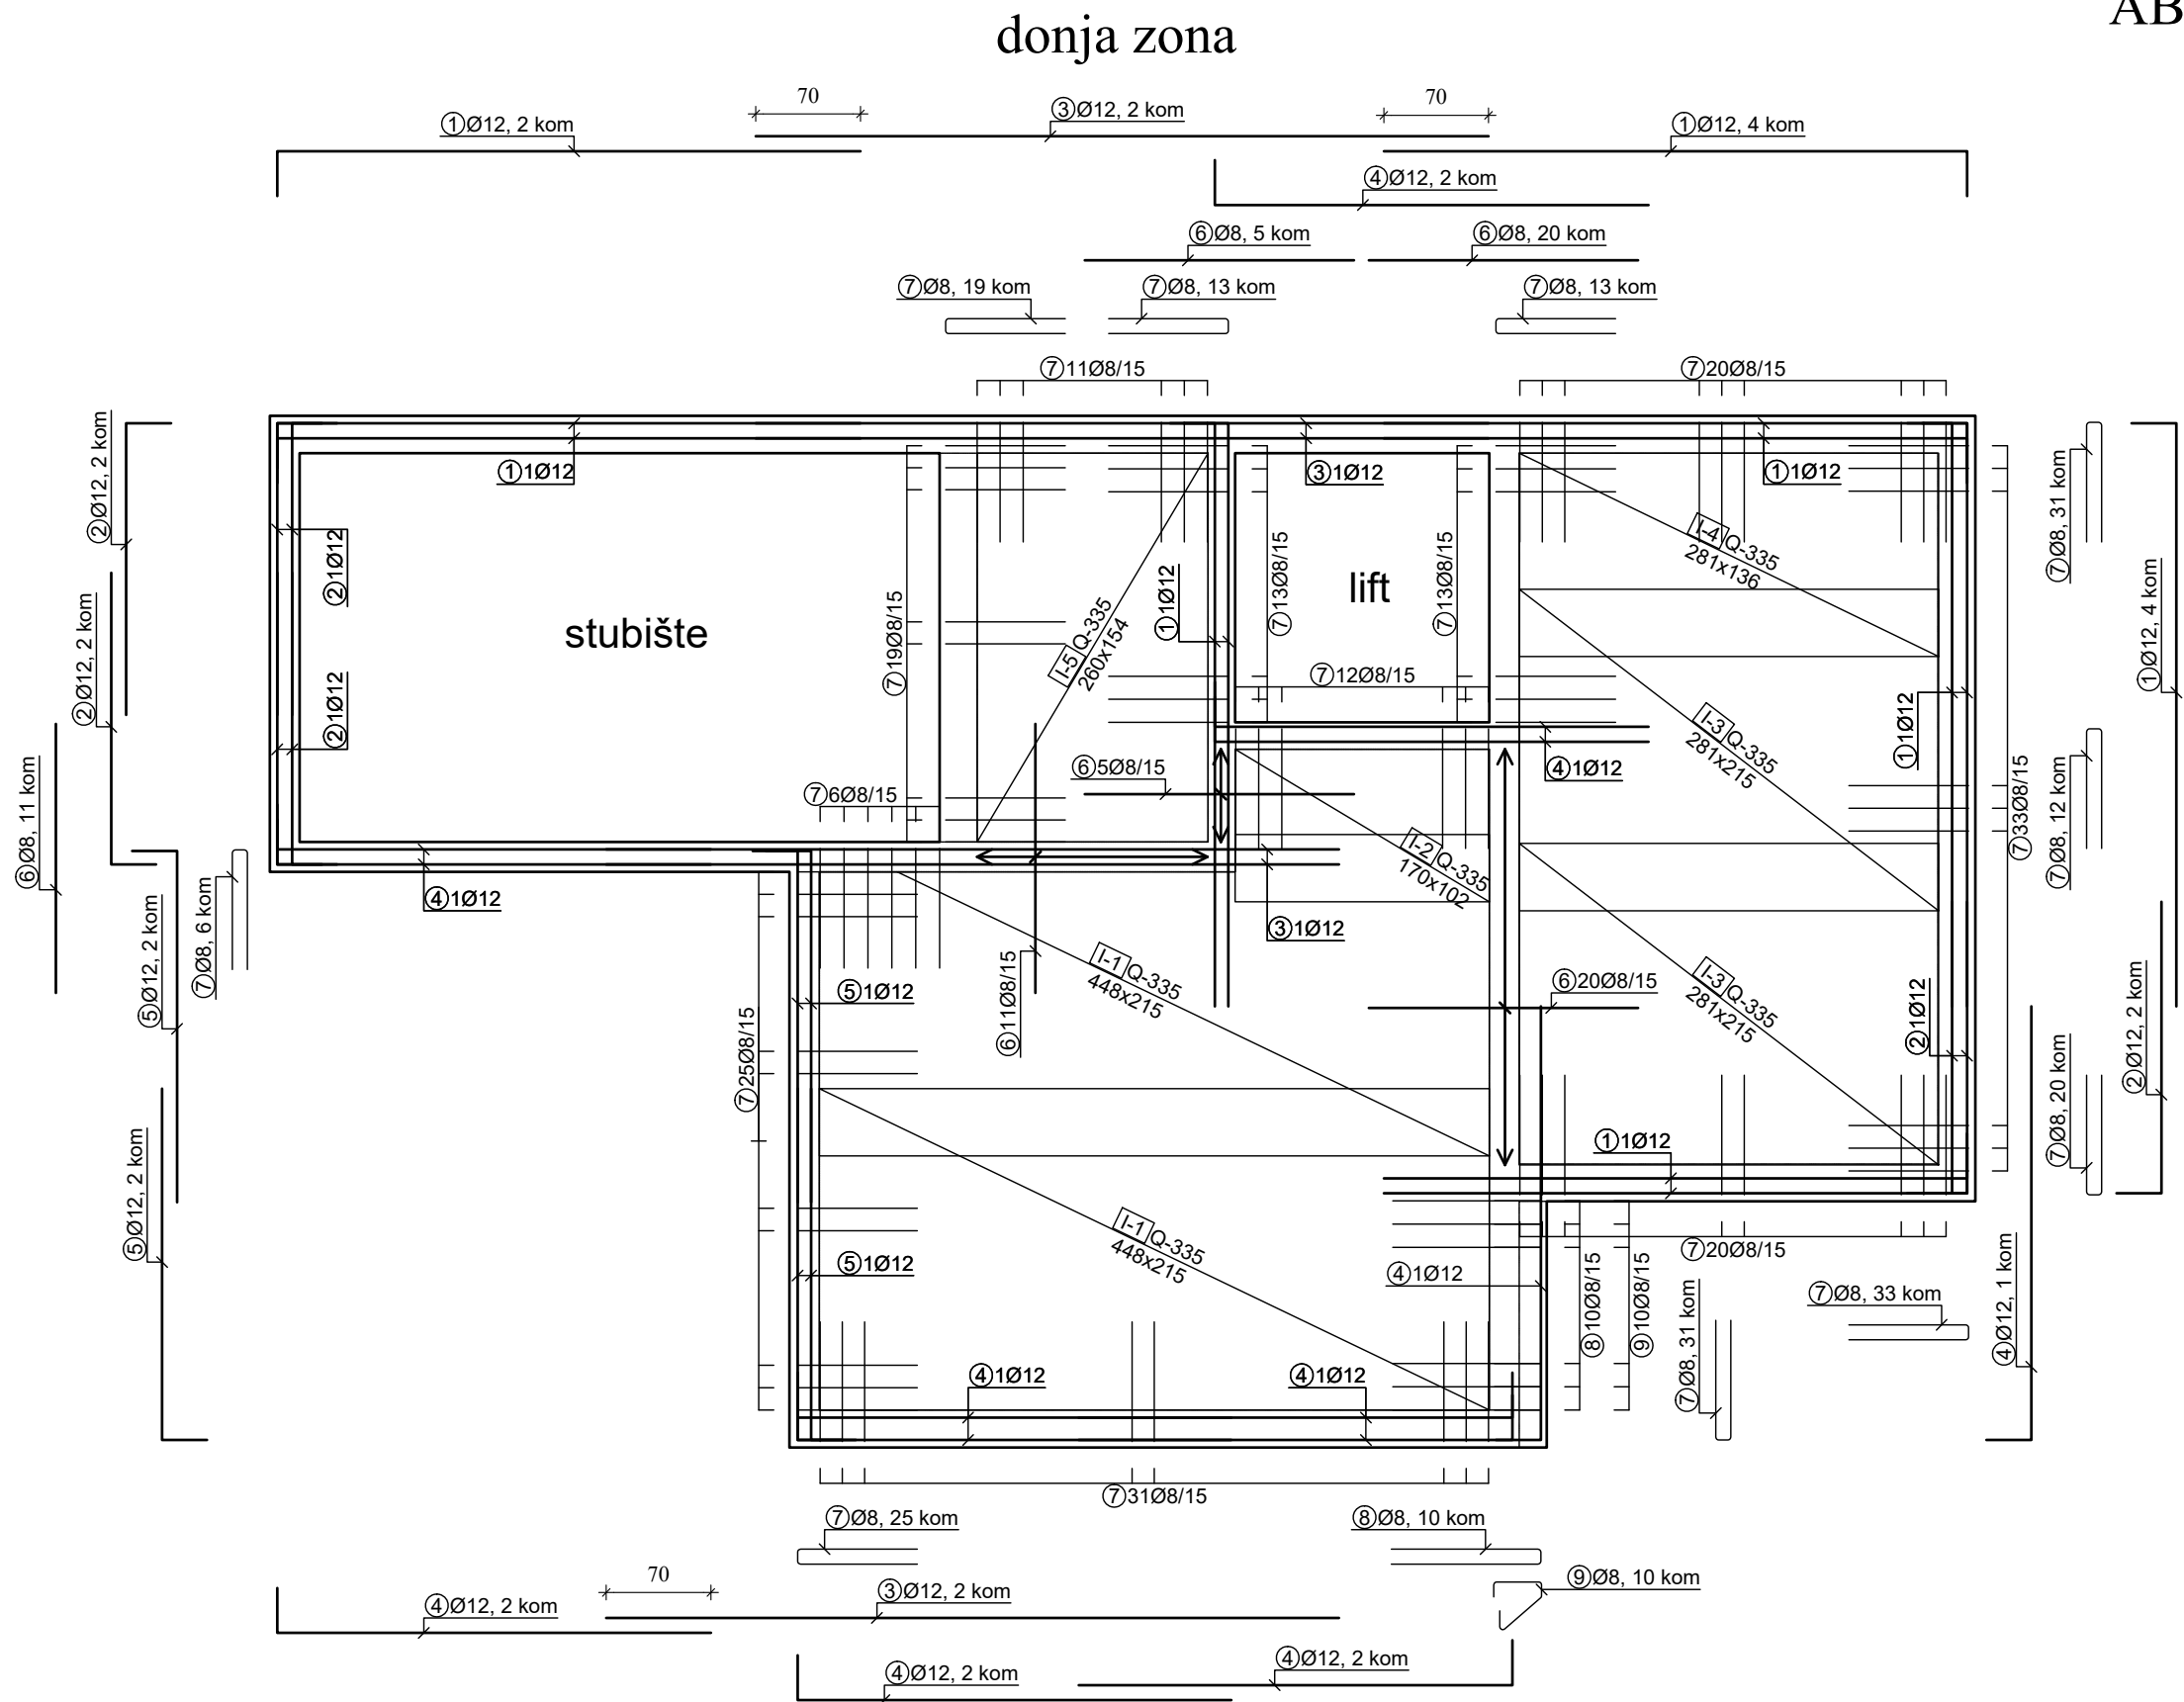 AB
donja zona
70
70
①Ø12, 2 kom
③Ø12, 2 kom
①Ø12, 4 kom
④Ø12, 2 kom
⑥Ø8, 5 kom
⑥Ø8, 20 kom
⑦Ø8, 19 kom
⑦Ø8, 13 kom
⑦Ø8, 13 kom
⑦11Ø8/15
⑦20Ø8/15
②Ø12, 2 kom
②Ø12, 2 kom
⑥Ø8, 11 kom
⑤Ø12, 2 kom
⑦Ø8, 6 kom
⑤Ø12, 2 kom
①1Ø12
③1Ø12
①1Ø12
②1Ø12
②1Ø12
stubište
⑦19Ø8/15
I-5 Q-335
260x154
①1Ø12
⑦13Ø8/15
lift
⑦13Ø8/15
⑦12Ø8/15
I-4 Q-335
281x136
I-3 Q-335
281x215
①1Ø12
⑦33Ø8/15
⑦Ø8, 31 kom
①Ø12, 4 kom
⑦Ø8, 12 kom
⑥5Ø8/15
④1Ø12
⑦6Ø8/15
I-2 Q-335
170x102
④1Ø12
③1Ø12
I-1 Q-335
448x215
⑤1Ø12
⑥11Ø8/15
⑥20Ø8/15
I-3 Q-335
281x215
②1Ø12
②Ø12, 2 kom
⑦Ø8, 20 kom
⑦25Ø8/15
①1Ø12
I-1 Q-335
448x215
⑤1Ø12
④1Ø12
⑦20Ø8/15
⑧10Ø8/15
⑨10Ø8/15
⑦Ø8, 31 kom
⑦Ø8, 33 kom
④Ø12, 1 kom
④1Ø12
④1Ø12
⑦31Ø8/15
⑦Ø8, 25 kom
⑧Ø8, 10 kom
70
④Ø12, 2 kom
③Ø12, 2 kom
⑨Ø8, 10 kom
④Ø12, 2 kom
④Ø12, 2 kom